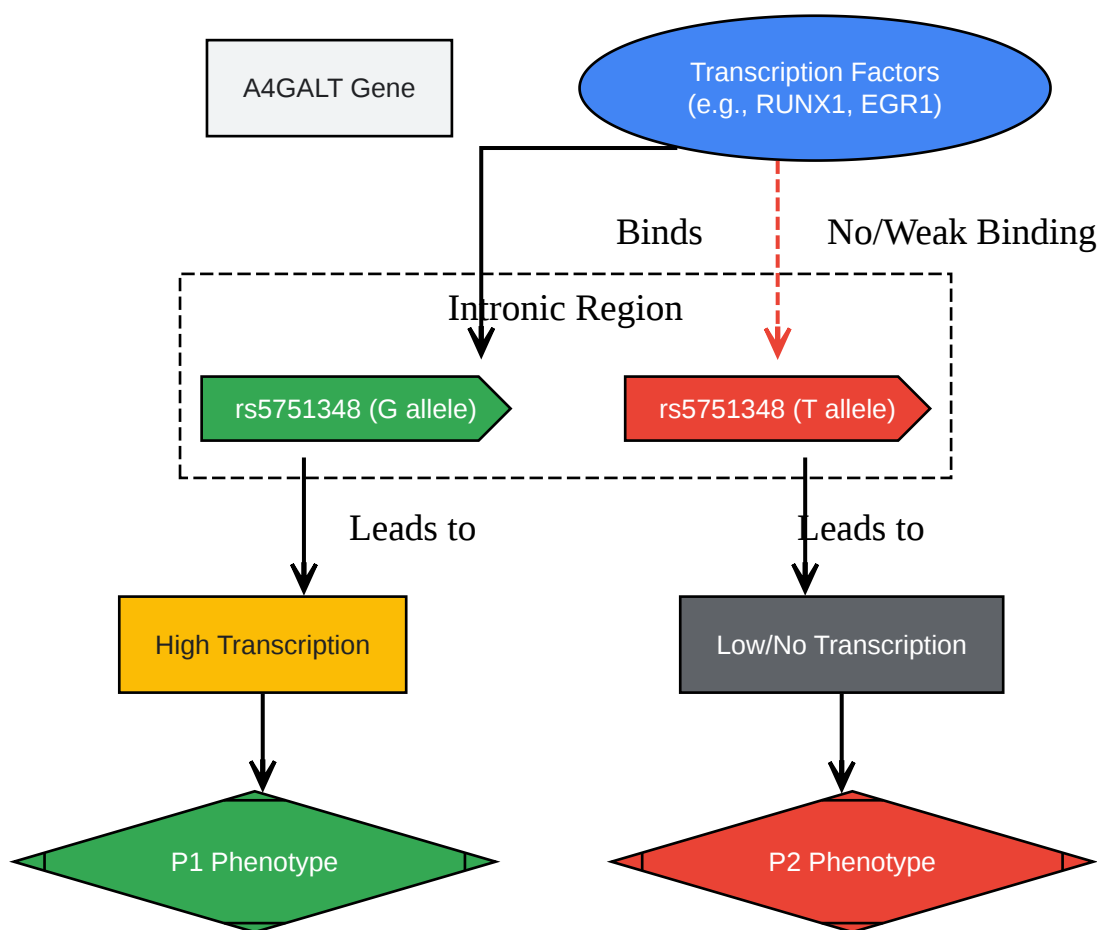 A4GALT Gene
Transcription Factors
(e.g., RUNX1, EGR1)
Binds
No/Weak Binding
Intronic Region
rs5751348 (G allele)
rs5751348 (T allele)
Leads to
Leads to
High Transcription
Low/No Transcription
P1 Phenotype
P2 Phenotype